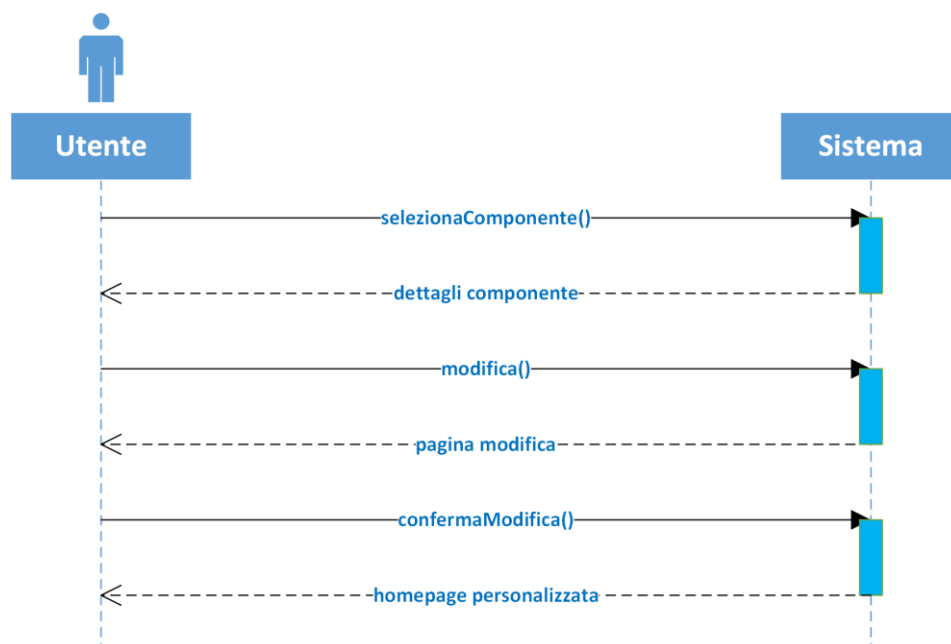 Utente
Sistema
selezionaComponente()
dettagli componente
modifica()
pagina modifica
confermaModifica()
homepage personalizzata